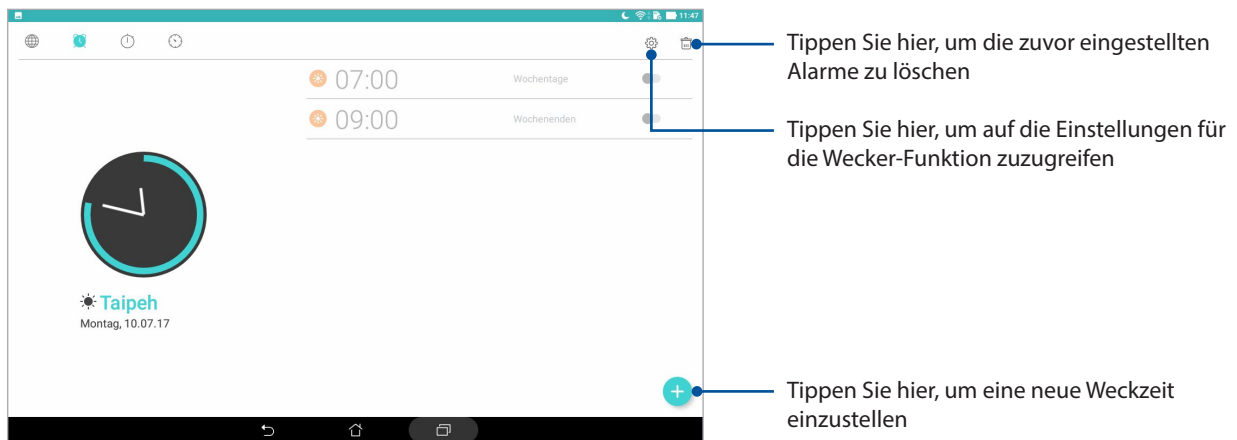 11:47
Tippen Sie hier, um die zuvor eingestellten
Alarme zu löschen
07:00 Wochentage
09:00 Wochenenden
Tippen Sie hier, um auf die Einstellungen für
die Wecker-Funktion zuzugreifen
Taipeh
Montag, 10.07.17
Tippen Sie hier, um eine neue Weckzeit
einzustellen